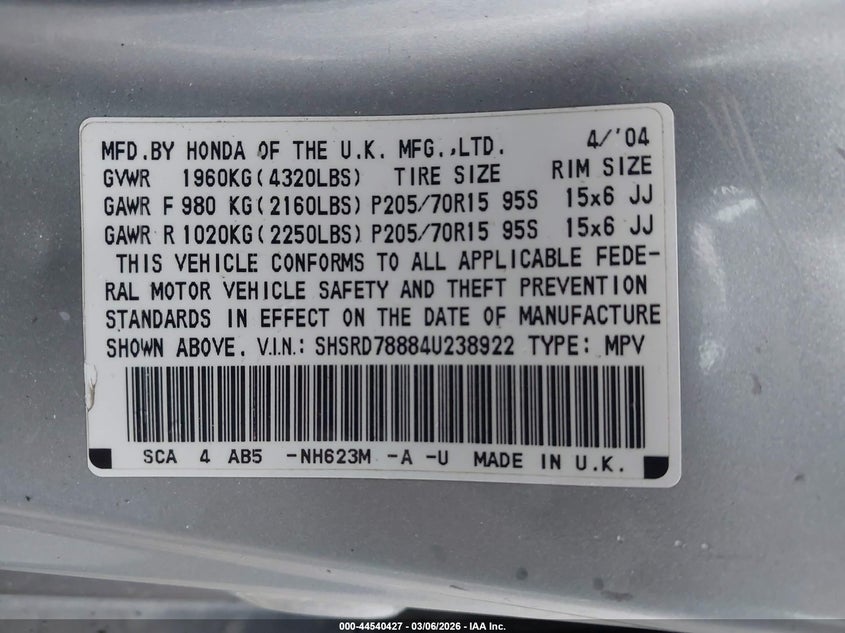 MFD.BY HONDA OF THE U.K. MFG.,LTD. 4/'04
GVWR 1960KG(4320LBS) TIRE SIZE RIM SIZE
GAWR F 980 KG(2160LBS) P205/70R15 95S 15x6 JJ
GAWR R 1020KG(2250LBS) P205/70R15 95S 15x6 JJ
THIS VEHICLE CONFORMS TO ALL APPLICABLE FEDE-
RAL MOTOR VEHICLE SAFETY AND THEFT PREVENTION
STANDARDS IN EFFECT ON THE DATE OF MANUFACTURE
SHOWN ABOVE. V.I.N.: SHSRD78884U238922 TYPE: MPV
SCA 4 AB5 -NH623M -A -U MADE IN U.K.
000-44540427 - 03/06/2026 - IAA Inc.